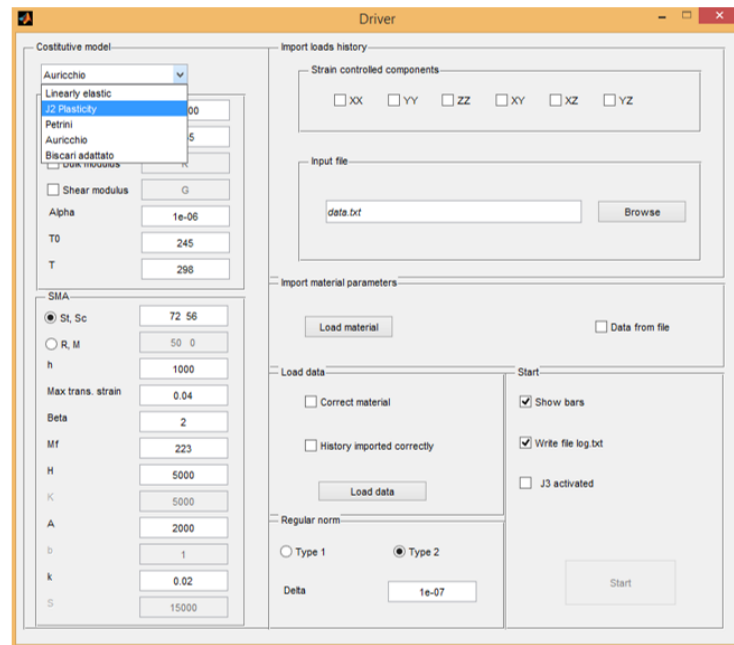 Driver
Costitutive model
Auricchio
Linearly elastic
J2 Plasticity
Petrini
Auricchio
Biscari adattato
00
5
Bulk modulus K
Shear modulus G
Alpha 1e-06
T0 245
T 298
SMA
St, Sc 72 56
R, M 50 0
h 1000
Max trans. strain 0.04
Beta 2
Mf 223
H 5000
K 5000
A 2000
b 1
k 0.02
S 15000
Import loads history
Strain controlled components
XX YY ZZ XY XZ YZ
Input file
data.txt Browse
Import material parameters
Load material Data from file
Load data
Correct material
History imported correctly
Load data
Regular norm
Type 1 Type 2
Delta 1e-07
Start
Show bars
Write file log.txt
J3 activated
Start